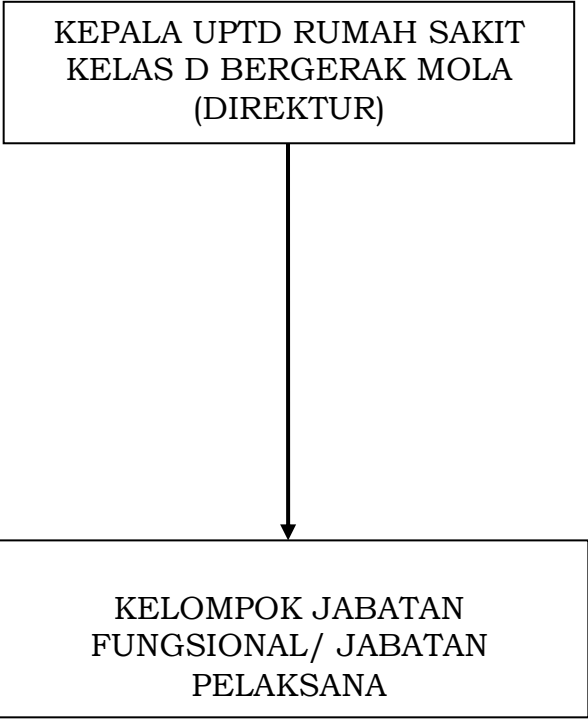 KEPALA UPTD RUMAH SAKIT
KELAS D BERGERAK MOLA
(DIREKTUR)
KELOMPOK JABATAN
FUNGSIONAL/ JABATAN
PELAKSANA